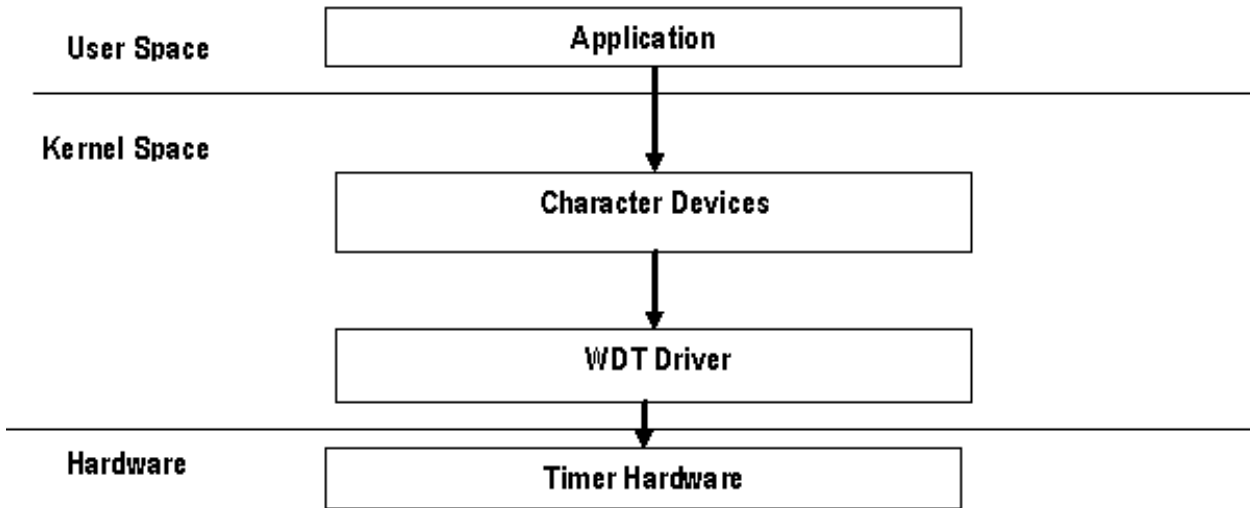 User Space
Application
Kernel Space
Character Devices
WDT Driver
Hardware
Timer Hardware